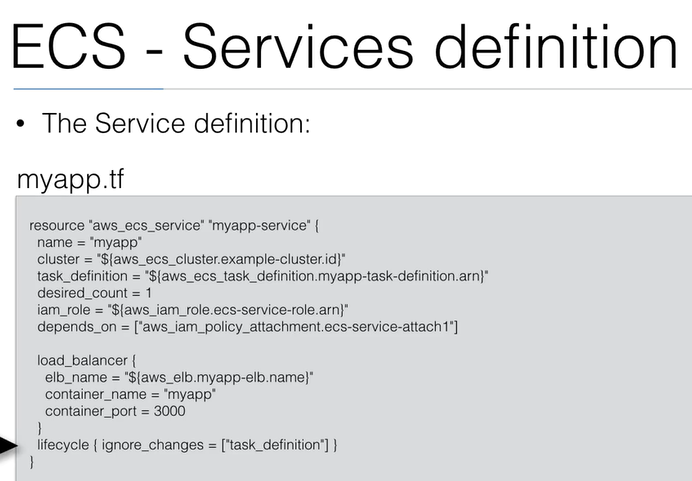 ECS - Services definition
• The Service definition:
myapp.tf
resource "aws_ecs_service" "myapp-service" {
  name = "myapp"
  cluster = "${aws_ecs_cluster.example-cluster.id}"
  task_definition = "${aws_ecs_task_definition.myapp-task-definition.arn}"
  desired_count = 1
  iam_role = "${aws_iam_role.ecs-service-role.arn}"
  depends_on = ["aws_iam_policy_attachment.ecs-service-attach1"]
  load_balancer {
    elb_name = "${aws_elb.myapp-elb.name}"
    container_name = "myapp"
    container_port = 3000
  }
  lifecycle { ignore_changes = ["task_definition"] }
}